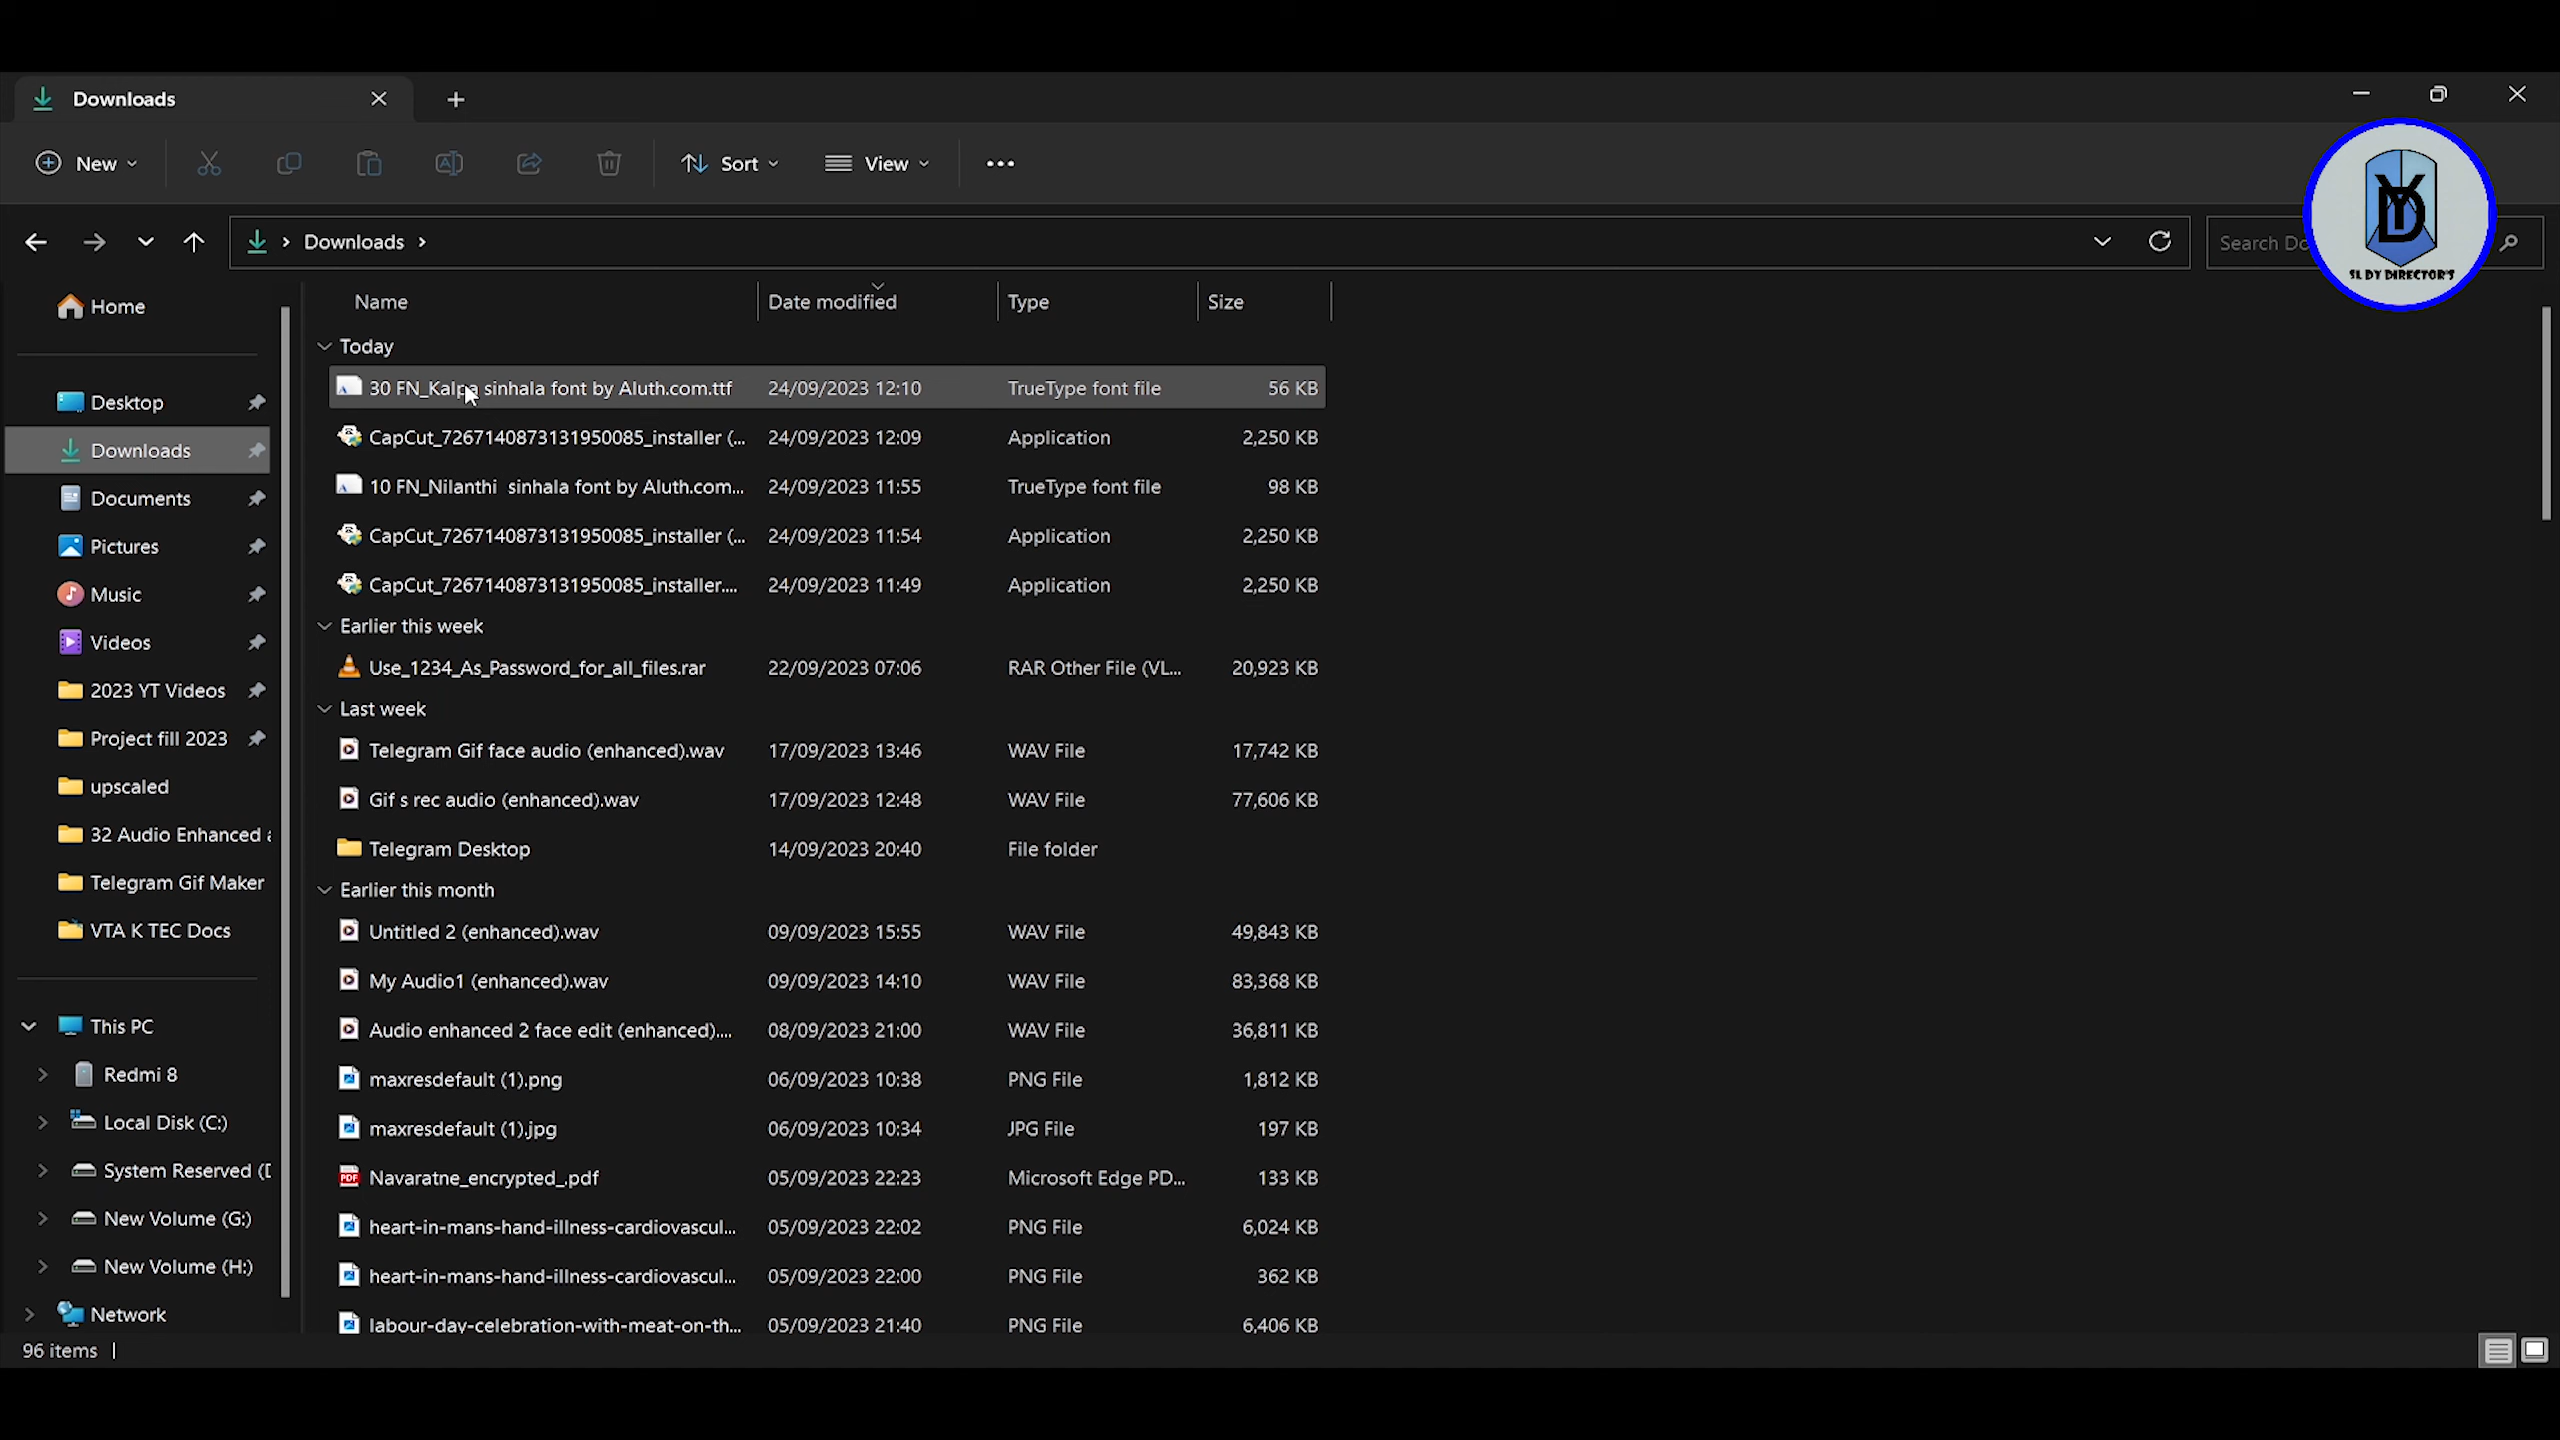 Downloads
New
Sort
View
Downloads
Search Do
SL DY DIRECTOR'S
Home
Desktop
Downloads
Documents
Pictures
Music
Videos
2023 YT Videos
Project fill 2023
upscaled
32 Audio Enhanced
Telegram Gif Maker
VTA K TEC Docs
This PC
Redmi 8
Local Disk (C:)
System Reserved (D
New Volume (G:)
New Volume (H:)
Network
Name Date modified Type Size
Today
30 FN_Kalpa sinhala font by Aluth.com.ttf 24/09/2023 12:10 TrueType font file 56 KB
CapCut_7267140873131950085_installer (... 24/09/2023 12:09 Application 2,250 KB
10 FN_Nilanthi sinhala font by Aluth.com... 24/09/2023 11:55 TrueType font file 98 KB
CapCut_7267140873131950085_installer (... 24/09/2023 11:54 Application 2,250 KB
CapCut_7267140873131950085_installer.... 24/09/2023 11:49 Application 2,250 KB
Earlier this week
Use_1234_As_Password_for_all_files.rar 22/09/2023 07:06 RAR Other File (VL... 20,923 KB
Last week
Telegram Gif face audio (enhanced).wav 17/09/2023 13:46 WAV File 17,742 KB
Gif s rec audio (enhanced).wav 17/09/2023 12:48 WAV File 77,606 KB
Telegram Desktop 14/09/2023 20:40 File folder
Earlier this month
Untitled 2 (enhanced).wav 09/09/2023 15:55 WAV File 49,843 KB
My Audio1 (enhanced).wav 09/09/2023 14:10 WAV File 83,368 KB
Audio enhanced 2 face edit (enhanced).... 08/09/2023 21:00 WAV File 36,811 KB
maxresdefault (1).png 06/09/2023 10:38 PNG File 1,812 KB
maxresdefault (1).jpg 06/09/2023 10:34 JPG File 197 KB
Navaratne_encrypted_.pdf 05/09/2023 22:23 Microsoft Edge PD... 133 KB
heart-in-mans-hand-illness-cardiovascul... 05/09/2023 22:02 PNG File 6,024 KB
heart-in-mans-hand-illness-cardiovascul... 05/09/2023 22:00 PNG File 362 KB
labour-day-celebration-with-meat-on-th... 05/09/2023 21:40 PNG File 6,406 KB
96 items